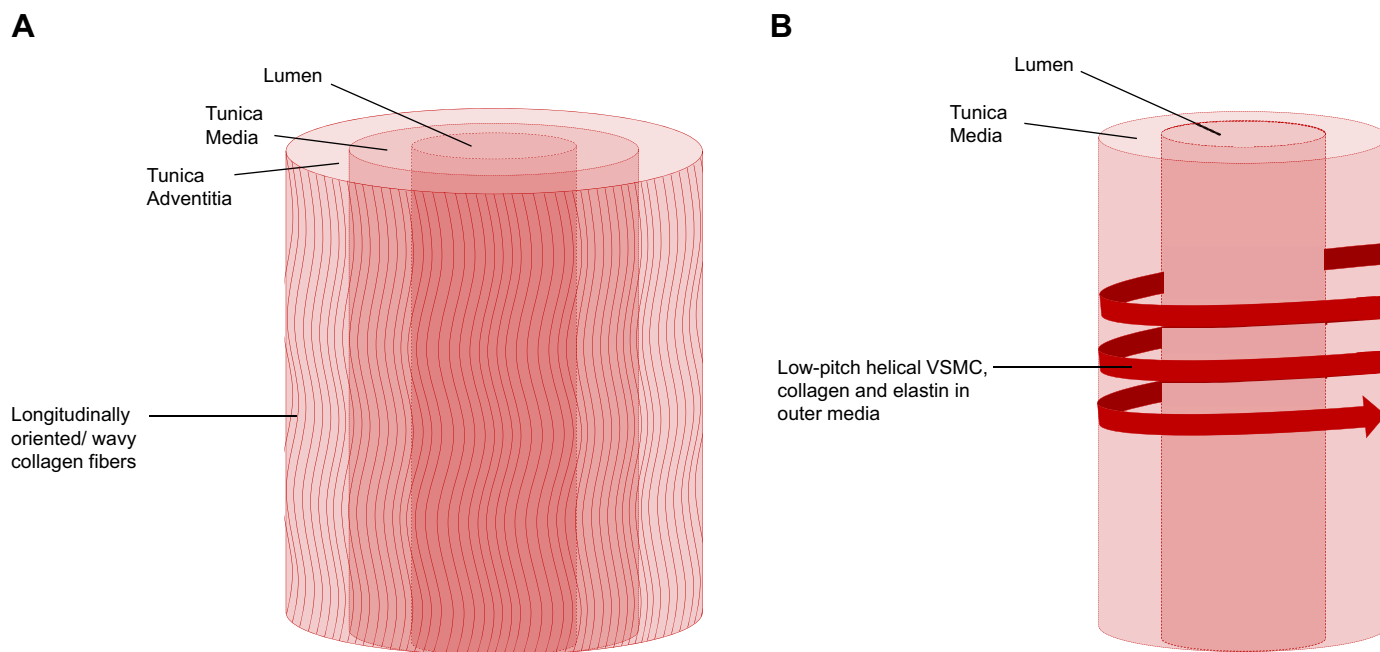 A
Lumen
Tunica
Media
Tunica
Adventitia
Longitudinally
oriented/ wavy
collagen fibers
B
Lumen
Tunica
Media
Low-pitch helical VSMC,
collagen and elastin in
outer media